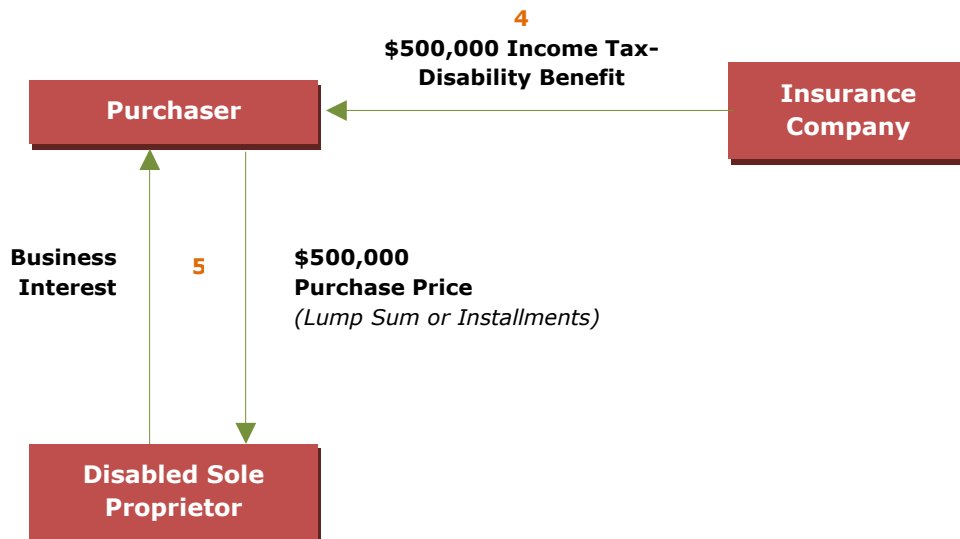 4
$500,000 Income Tax-
Disability Benefit
Purchaser
Insurance
Company
Business
Interest
5
$500,000
Purchase Price
(Lump Sum or Installments)
Disabled Sole
Proprietor